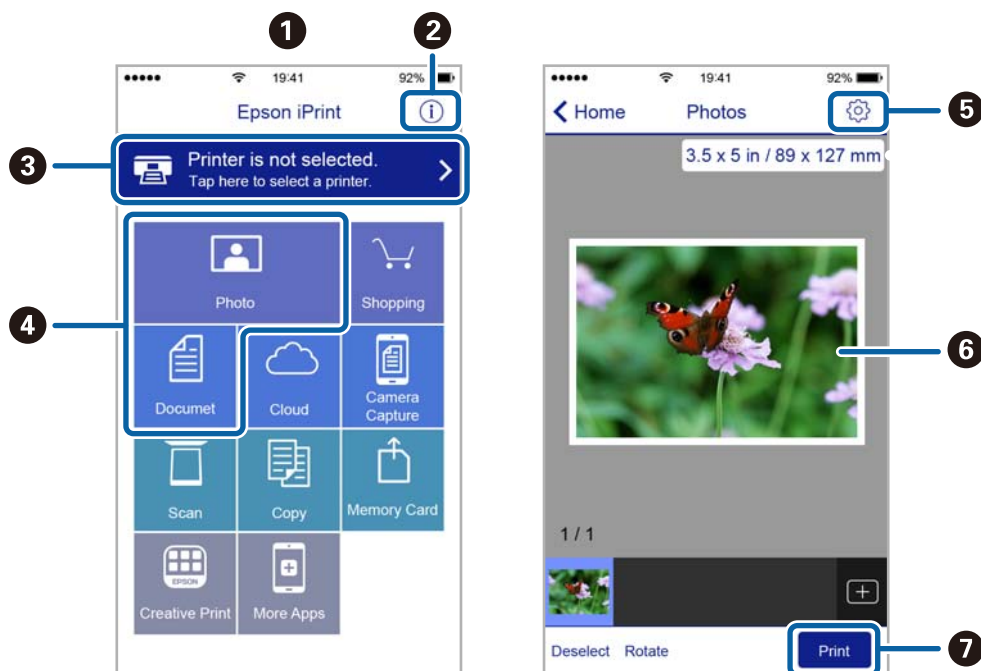 1
2
19:41
92%
Epson iPrint
i
3
Printer is not selected.
Tap here to select a printer.
4
Photo
Shopping
Documet
Cloud
Camera
Capture
Scan
Copy
Memory Card
EPSON
Creative Print
More Apps
19:41
92%
Home
Photos
5
3.5 x 5 in / 89 x 127 mm
6
1 / 1
Deselect
Rotate
Print
7